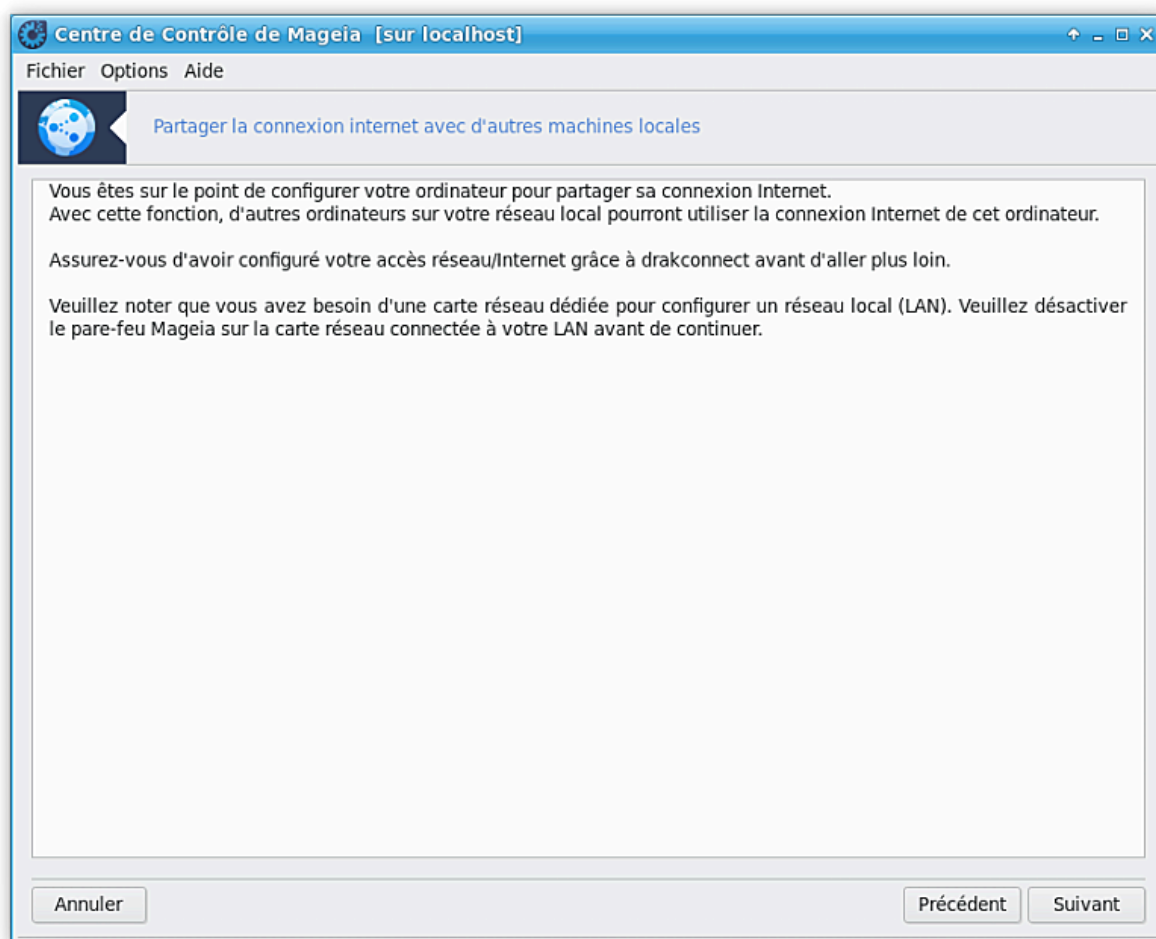 Centre de Contrôle de Mageia [sur localhost]
Fichier Options Aide
Partager la connexion internet avec d'autres machines locales
Vous êtes sur le point de configurer votre ordinateur pour partager sa connexion Internet.
Avec cette fonction, d'autres ordinateurs sur votre réseau local pourront utiliser la connexion Internet de cet ordinateur.
Assurez-vous d'avoir configuré votre accès réseau/Internet grâce à drakconnect avant d'aller plus loin.
Veuillez noter que vous avez besoin d'une carte réseau dédiée pour configurer un réseau local (LAN). Veuillez désactiver
le pare-feu Mageia sur la carte réseau connectée à votre LAN avant de continuer.
Annuler Précédent Suivant